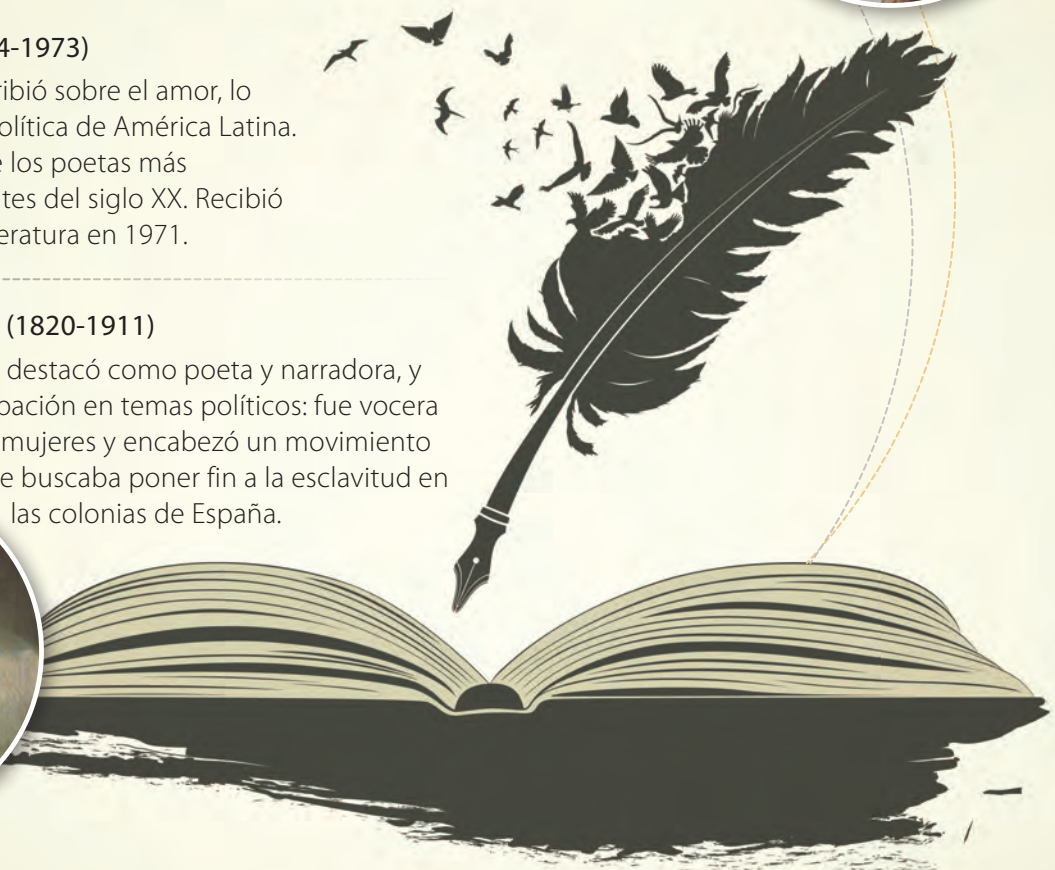 4-1973)
ribió sobre el amor, lo
olítica de América Latina.
e los poetas más
tes del siglo XX. Recibió
eratura en 1971.
(1820-1911)
destacó como poeta y narradora, y
pación en temas políticos: fue vocera
mujeres y encabezó un movimiento
e buscaba poner fin a la esclavitud en
las colonias de España.